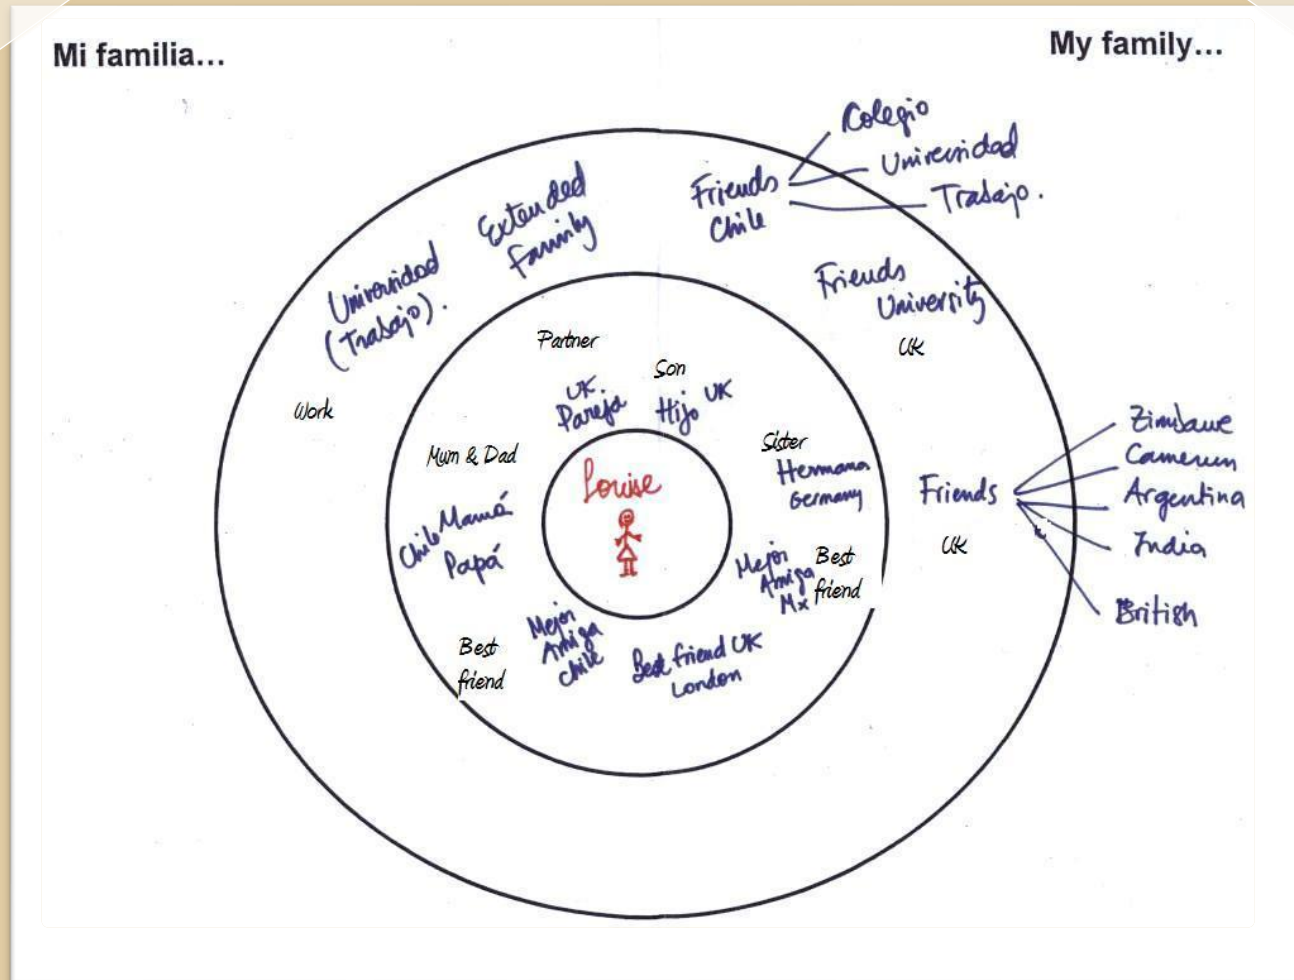 Mi familia...
My family...
Colegio
Universidad
Trabajo.
Friends
Chile
Extended
Family
Universidad
(Trabajo).
Work
Friends
University
UK
Partner
UK.
Pareja
Son
Hijo UK
Sister
Hermana
Germany
Mum & Dad
Chile Mamá
Papá
Louise
Mejor
Amiga
Mx
Best
friend
Mejor
Amiga
Chile
Best
friend
Best friend UK
London
Friends
UK
Zimbawe
Camerun
Argentina
India
British